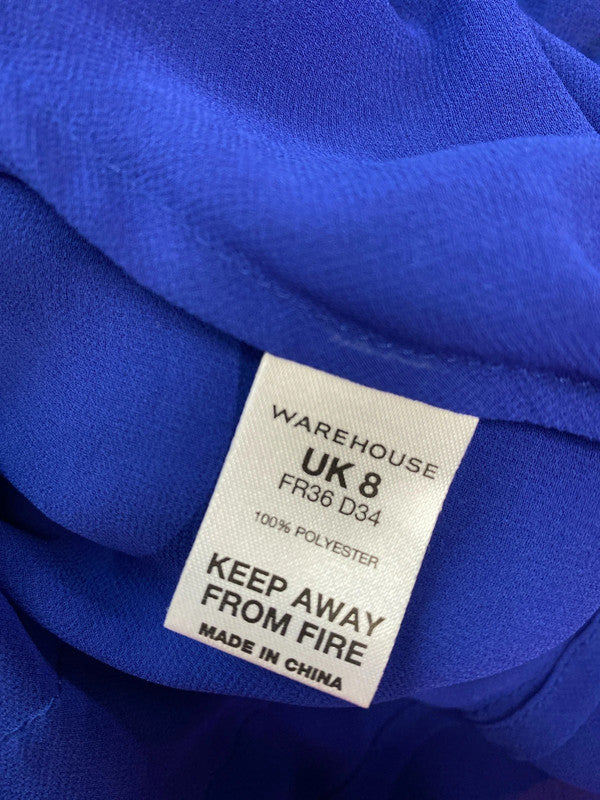 WAREHOUSE
UK 8
FR36 D34
100% POLYESTER
KEEP AWAY
FROM FIRE
MADE IN CHINA